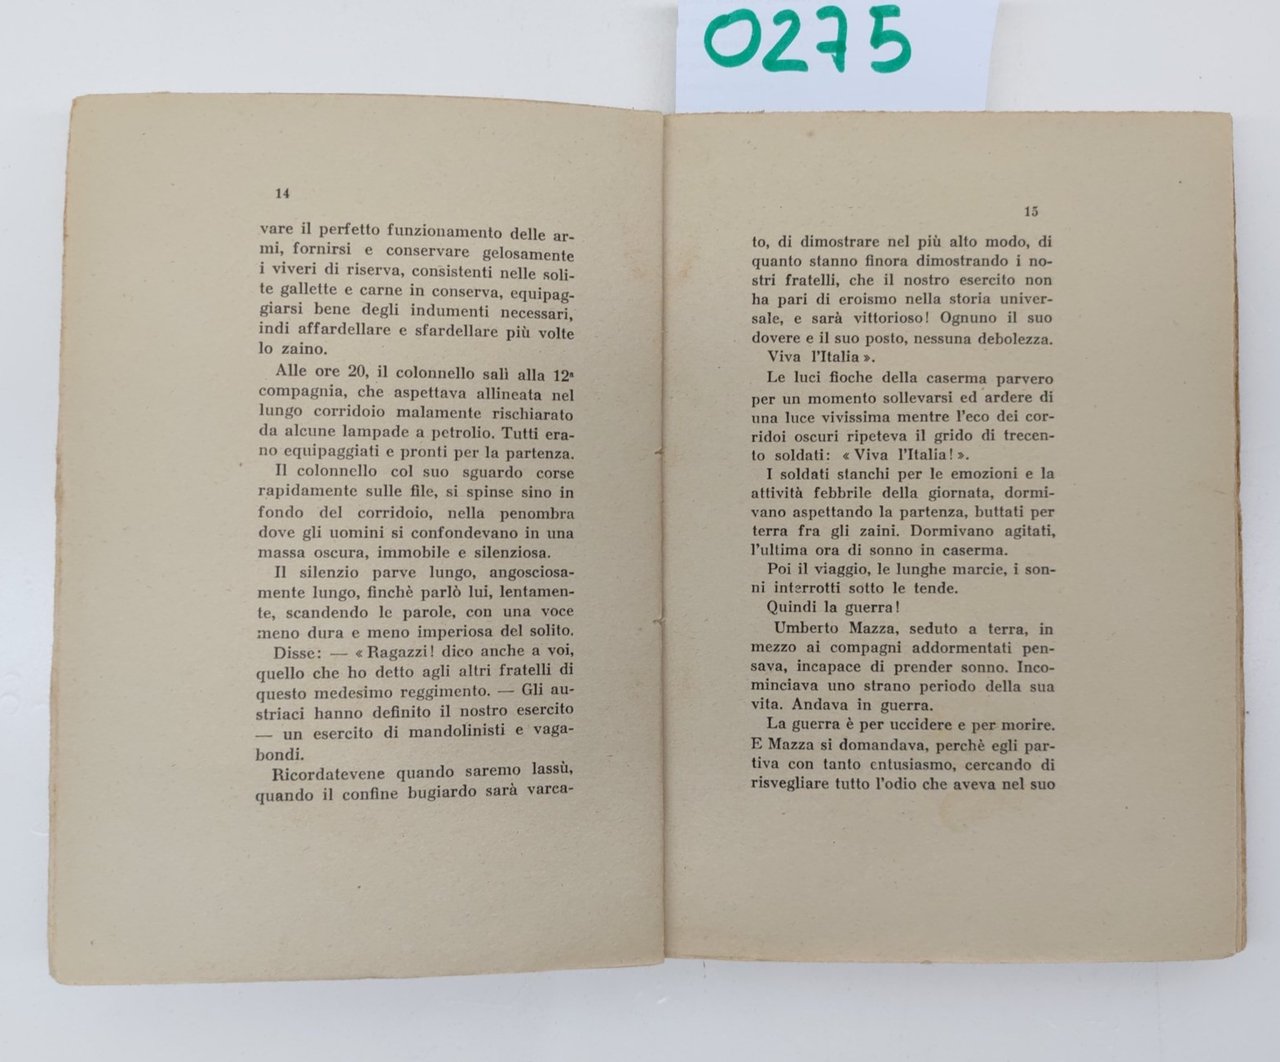 0275
14
vare il perfetto funzionamento delle ar-
mi, fornirsi e conservare gelosamente
i viveri di riserva, consistenti nelle soli-
te gallette e carne in conserva, equipag-
giarsi bene degli indumenti necessari,
indi affardellare e sfardellare più volte
lo zaino.
Alle ore 20, il colonnello salì alla 12ª
compagnia, che aspettava allineata nel
lungo corridoio malamente rischiarato
da alcune lampade a petrolio. Tutti era-
no equipaggiati e pronti per la partenza.
Il colonnello col suo sguardo corse
rapidamente sulle file, si spinse sino in
fondo del corridoio, nella penombra
dove gli uomini si confondevano in una
massa oscura, immobile e silenziosa.
Il silenzio parve lungo, angosciosa-
mente lungo, finchè parlò lui, lentamen-
te, scandendo le parole, con una voce
meno dura e meno imperiosa del solito.
Disse: — « Ragazzi! dico anche a voi,
quello che ho detto agli altri fratelli di
questo medesimo reggimento. — Gli au-
striaci hanno definito il nostro esercito
— un esercito di mandolinisti e vaga-
bondi.
Ricordatevene quando saremo lassù,
quando il confine bugiardo sarà varca-
15
to, di dimostrare nel più alto modo, di
quanto stanno finora dimostrando i no-
stri fratelli, che il nostro esercito non
ha pari di eroismo nella storia univer-
sale, e sarà vittorioso! Ognuno il suo
dovere e il suo posto, nessuna debolezza.
Viva l'Italia ».
Le luci fioche della caserma parvero
per un momento sollevarsi ed ardere di
una luce vivissima mentre l'eco dei cor-
ridoi oscuri ripeteva il grido di trecen-
to soldati: « Viva l'Italia! ».
I soldati stanchi per le emozioni e la
attività febbrile della giornata, dormi-
vano aspettando la partenza, buttati per
terra fra gli zaini. Dormivano agitati,
l'ultima ora di sonno in caserma.
Poi il viaggio, le lunghe marcie, i son-
ni interrotti sotto le tende.
Quindi la guerra!
Umberto Mazza, seduto a terra, in
mezzo ai compagni addormentati pen-
sava, incapace di prender sonno. Inco-
minciava uno strano periodo della sua
vita. Andava in guerra.
La guerra è per uccidere e per morire.
E Mazza si domandava, perchè egli par-
tiva con tanto entusiasmo, cercando di
risvegliare tutto l'odio che aveva nel suo